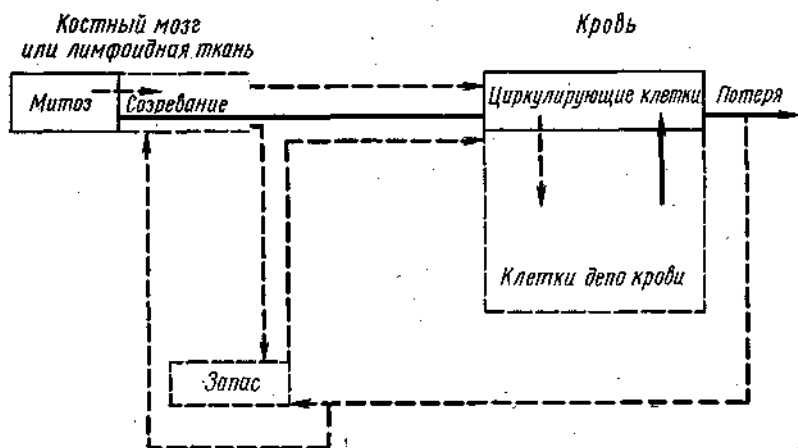 Костный мозг
или лимфоидная ткань
Кровь
Митоз
Созревание
Циркулирующие клетки
Потеря
Клетки депо крови
Запас